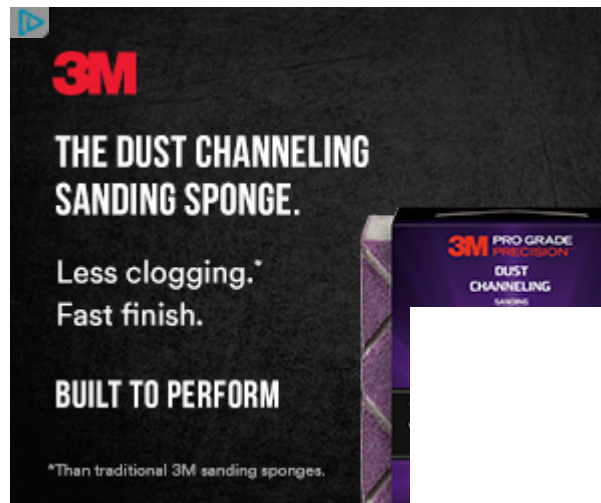 3M
THE DUST CHANNELING
SANDING SPONGE.
Less clogging.*
Fast finish.
BUILT TO PERFORM
*Than traditional 3M sanding sponges.
3M PRO GRADE
PRECISION
DUST
CHANNELING
SANDING